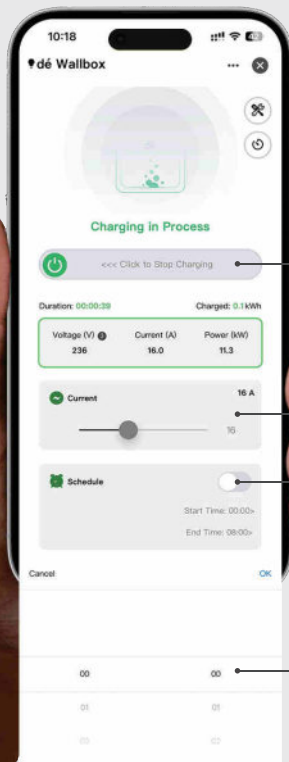 10:18
dé Wallbox
Charging in Process
<<< Click to Stop Charging
Duration: 00:00:39 Charged: 0.1 kWh
Voltage (V) Current (A) Power (kW)
236 16.0 11.3
Current 16 A
16
Schedule
Start Time: 00:00>
End Time: 08:00>
Cancel OK
00 00
01 01